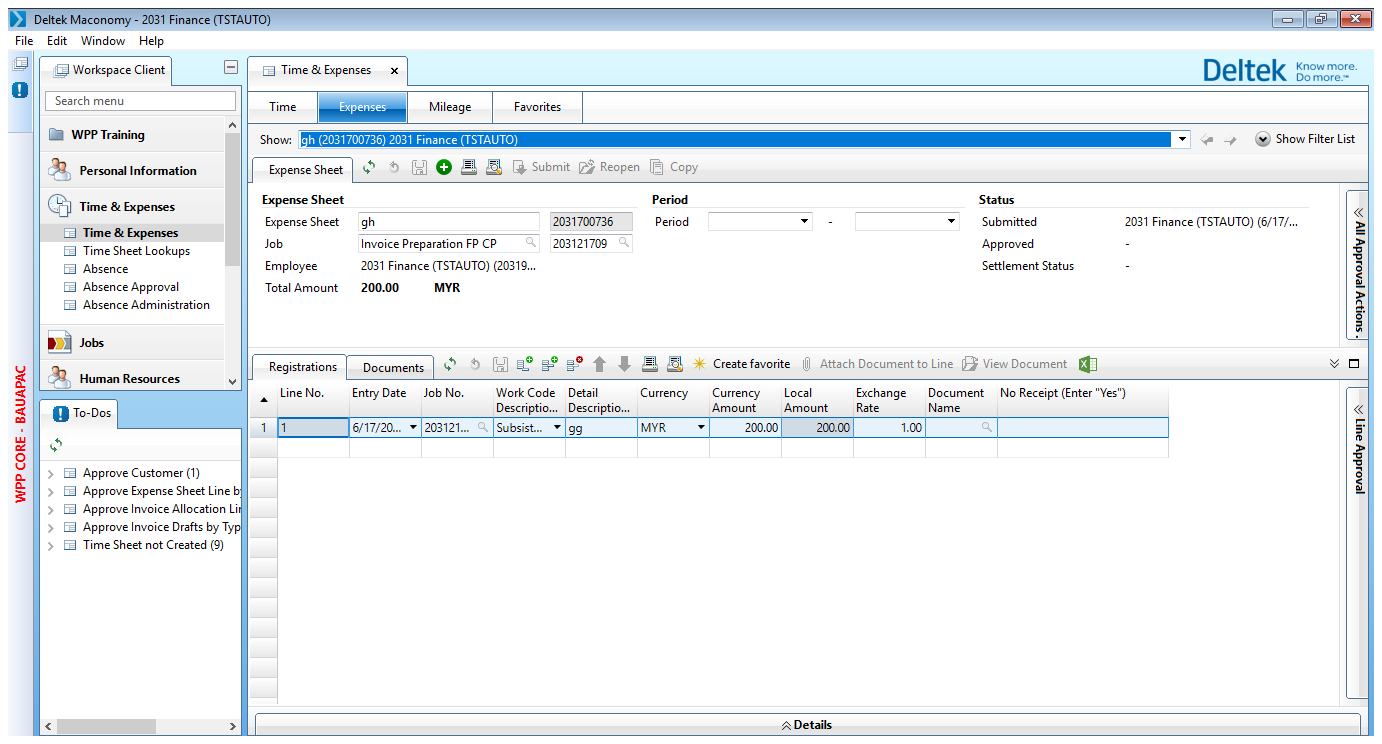 Deltek Maconomy - 2031 Finance (TSTAUTO)
File Edit Window Help
Workspace Client
Search menu
WPP Training
Personal Information
Time & Expenses
Time & Expenses
Time Sheet Lookups
Absence
Absence Approval
Absence Administration
Jobs
Human Resources
WPP CORE - BAUAPAC
To-Dos
Approve Customer (1)
Approve Expense Sheet Line by
Approve Invoice Allocation Lin
Approve Invoice Drafts by Typ
Time Sheet not Created (9)
Time & Expenses x
Deltek Know more. Do more.™
Time Expenses Mileage Favorites
Show: gh (2031700736) 2031 Finance (TSTAUTO) Show Filter List
Expense Sheet Submit Reopen Copy
Expense Sheet Period Status
Expense Sheet gh 2031700736 Period - Submitted 2031 Finance (TSTAUTO) (6/17/...
Job Invoice Preparation FP CP 203121709 Approved -
Employee 2031 Finance (TSTAUTO) (20319... Settlement Status -
Total Amount 200.00 MYR
All Approval Actions .
Registrations Documents Create favorite Attach Document to Line View Document
Line No. Entry Date Job No. Work Code Descriptio... Detail Descriptio... Currency Currency Amount Local Amount Exchange Rate Document Name No Receipt (Enter "Yes")
1 1 6/17/20... 203121... Subsist... gg MYR 200.00 200.00 1.00
Line Approval
Details